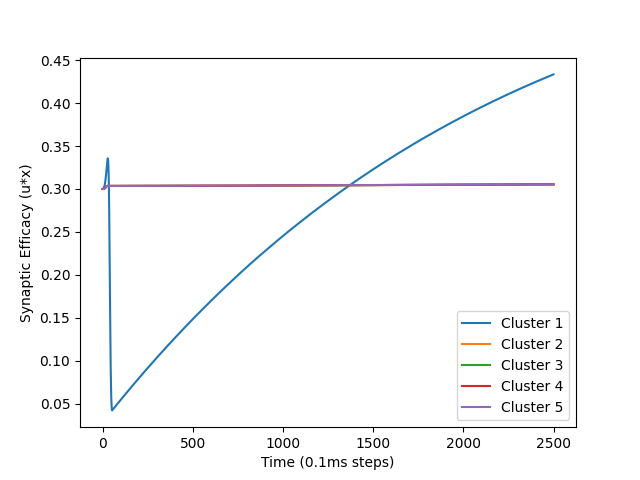 0.45
0.40
0.35
0.30
0.25
0.20
0.15
0.10
0.05
Synaptic Efficacy (u*x)
Cluster 1
Cluster 2
Cluster 3
Cluster 4
Cluster 5
0 500 1000 1500 2000 2500
Time (0.1ms steps)